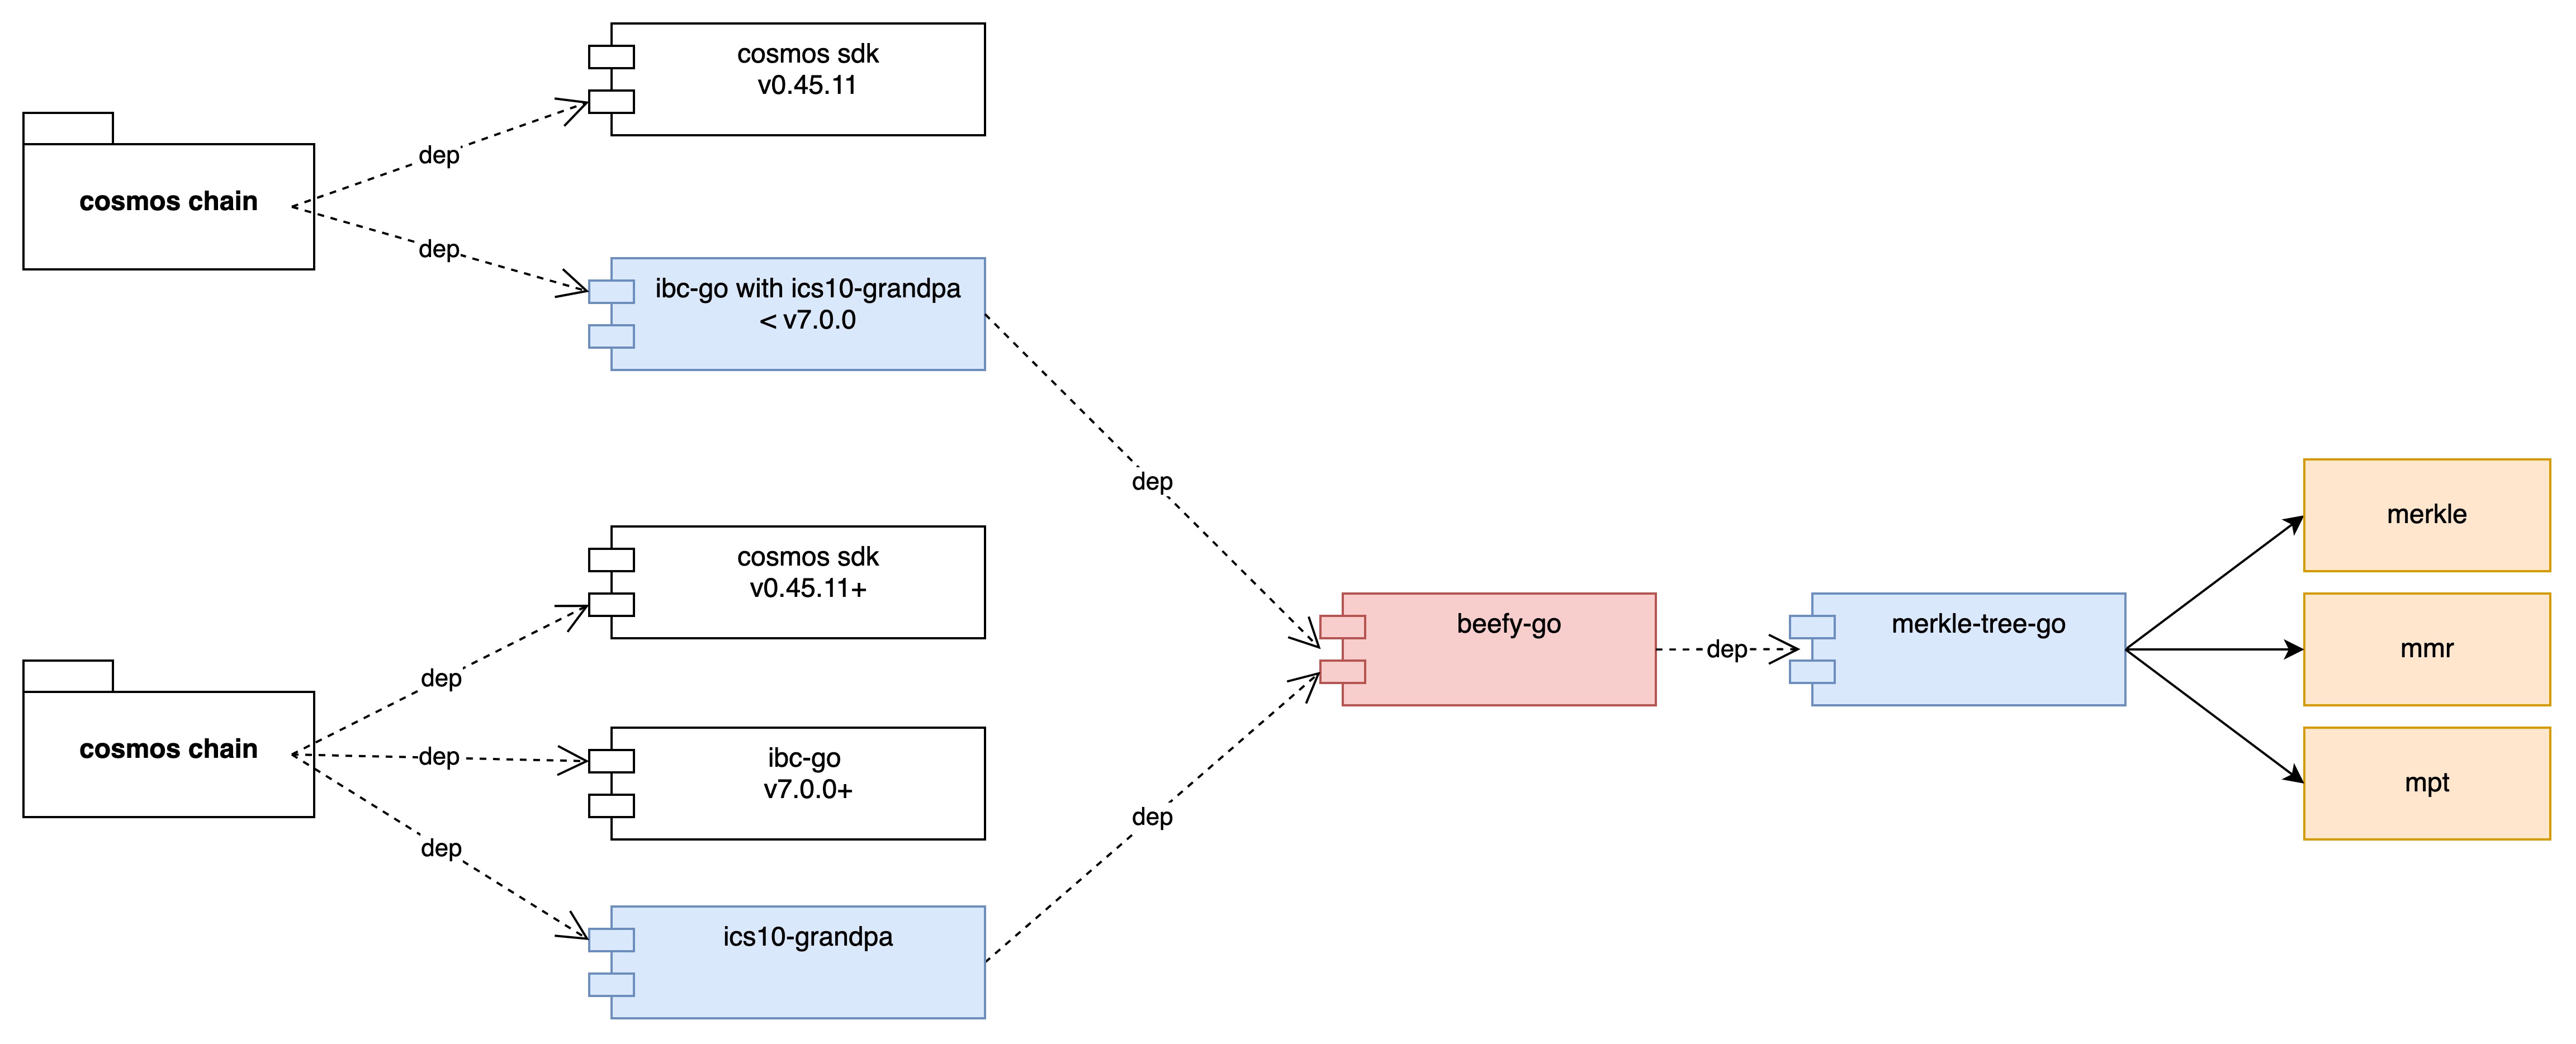 cosmos sdk
v0.45.11
dep
cosmos chain
dep
ibc-go with ics10-grandpa
< v7.0.0
dep
cosmos sdk
v0.45.11+
dep
cosmos chain
dep
ibc-go
v7.0.0+
dep
ics10-grandpa
dep
beefy-go
dep
merkle-tree-go
merkle
mmr
mpt